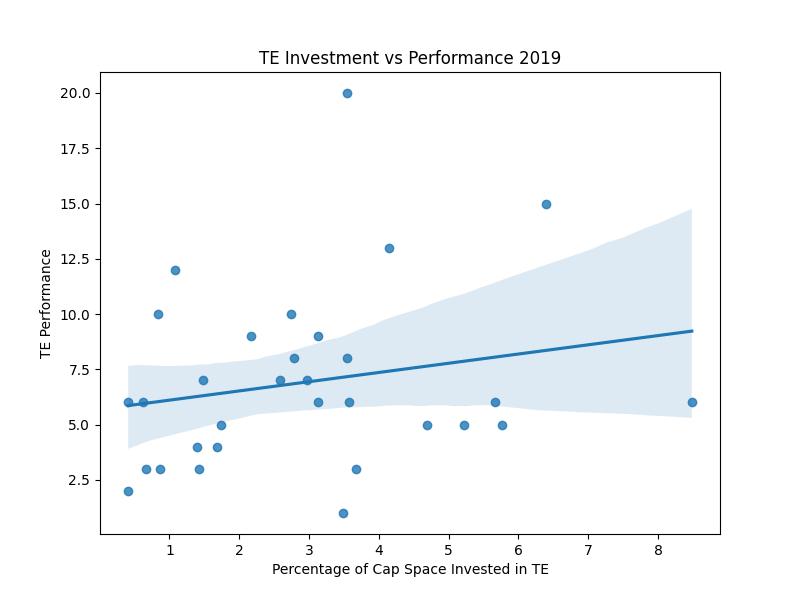 TE Investment vs Performance 2019
20.0
17.5
15.0
12.5
10.0
7.5
5.0
2.5
TE Performance
1 2 3 4 5 6 7 8
Percentage of Cap Space Invested in TE